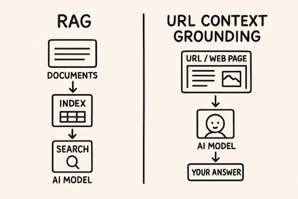 RAG
DOCUMENTS
INDEX
SEARCH
AI MODEL
URL CONTEXT
GROUNDING
URL / WEB PAGE
AI MODEL
YOUR ANSWER